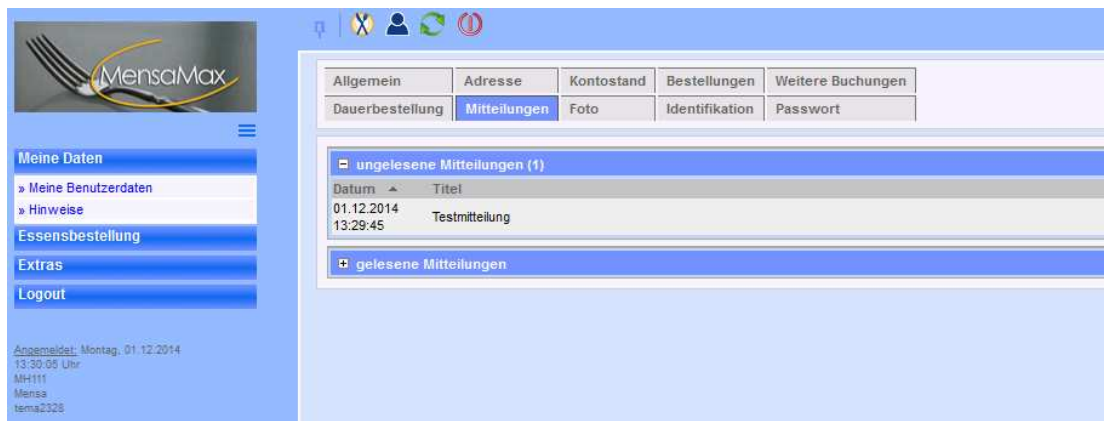 MensaMax
Meine Daten
» Meine Benutzerdaten
» Hinweise
Essensbestellung
Extras
Logout
Angemeldet: Montag, 01.12.2014
13:30:05 Uhr
MH111
Mensa
tema2328
Allgemein Adresse Kontostand Bestellungen Weitere Buchungen
Dauerbestellung Mitteilungen Foto Identifikation Passwort
ungelesene Mitteilungen (1)
Datum Titel
01.12.2014
13:29:45 Testmitteilung
gelesene Mitteilungen